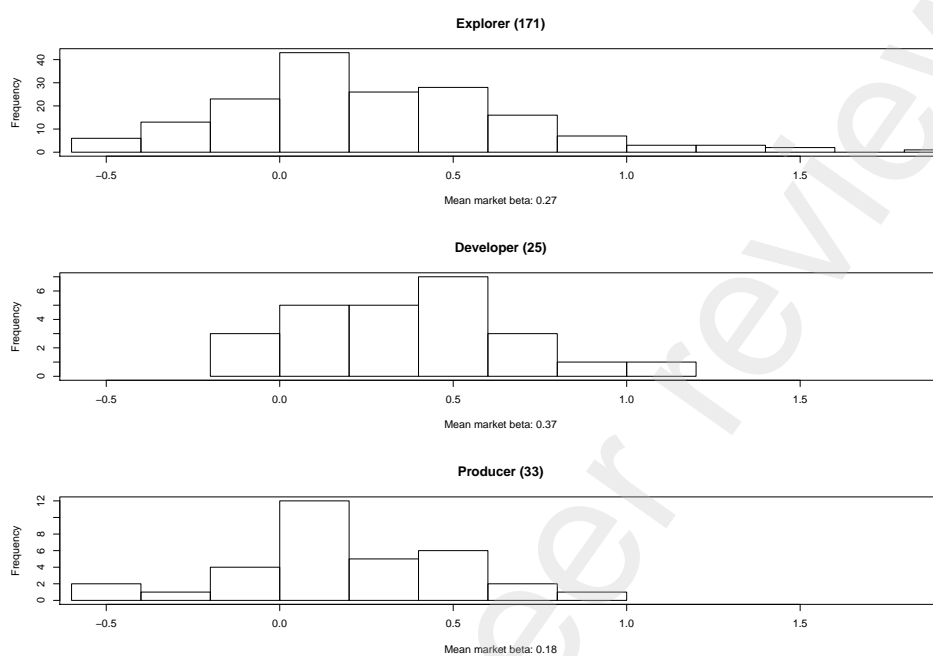 Explorer (171)
Frequency
0 10 20 30 40
−0.5 0.0 0.5 1.0 1.5
Mean market beta: 0.27
Developer (25)
Frequency
0 2 4 6
−0.5 0.0 0.5 1.0 1.5
Mean market beta: 0.37
Producer (33)
Frequency
0 2 4 6 8 12
−0.5 0.0 0.5 1.0 1.5
Mean market beta: 0.18
eer review